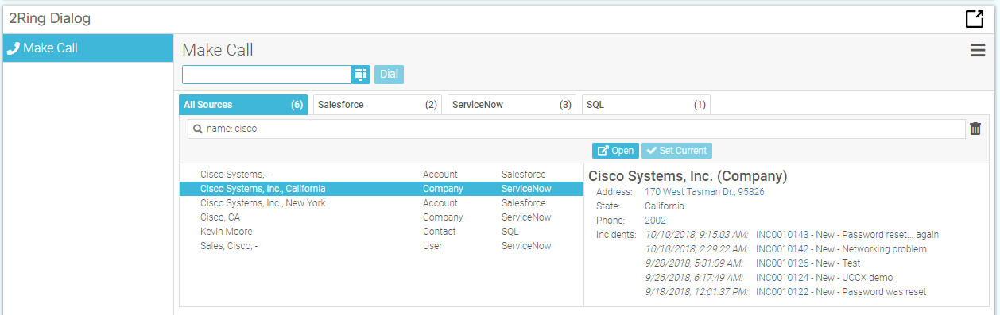 2Ring Dialog
Make Call
Make Call
Dial
All Sources (6) Salesforce (2) ServiceNow (3) SQL (1)
name: cisco
Open Set Current
Cisco Systems, - Account Salesforce
Cisco Systems, Inc., California Company ServiceNow
Cisco Systems, Inc., New York Account Salesforce
Cisco, CA Company ServiceNow
Kevin Moore Contact SQL
Sales, Cisco, - User ServiceNow
Cisco Systems, Inc. (Company)
Address: 170 West Tasman Dr., 95826
State: California
Phone: 2002
Incidents: 10/10/2018, 9:15:03 AM: INC0010143 - New - Password reset... again
10/10/2018, 2:29:22 AM: INC0010142 - New - Networking problem
9/28/2018, 5:31:09 AM: INC0010126 - New - Test
9/26/2018, 6:17:49 AM: INC0010124 - New - UCCX demo
9/18/2018, 12:01:37 PM: INC0010122 - New - Password was reset